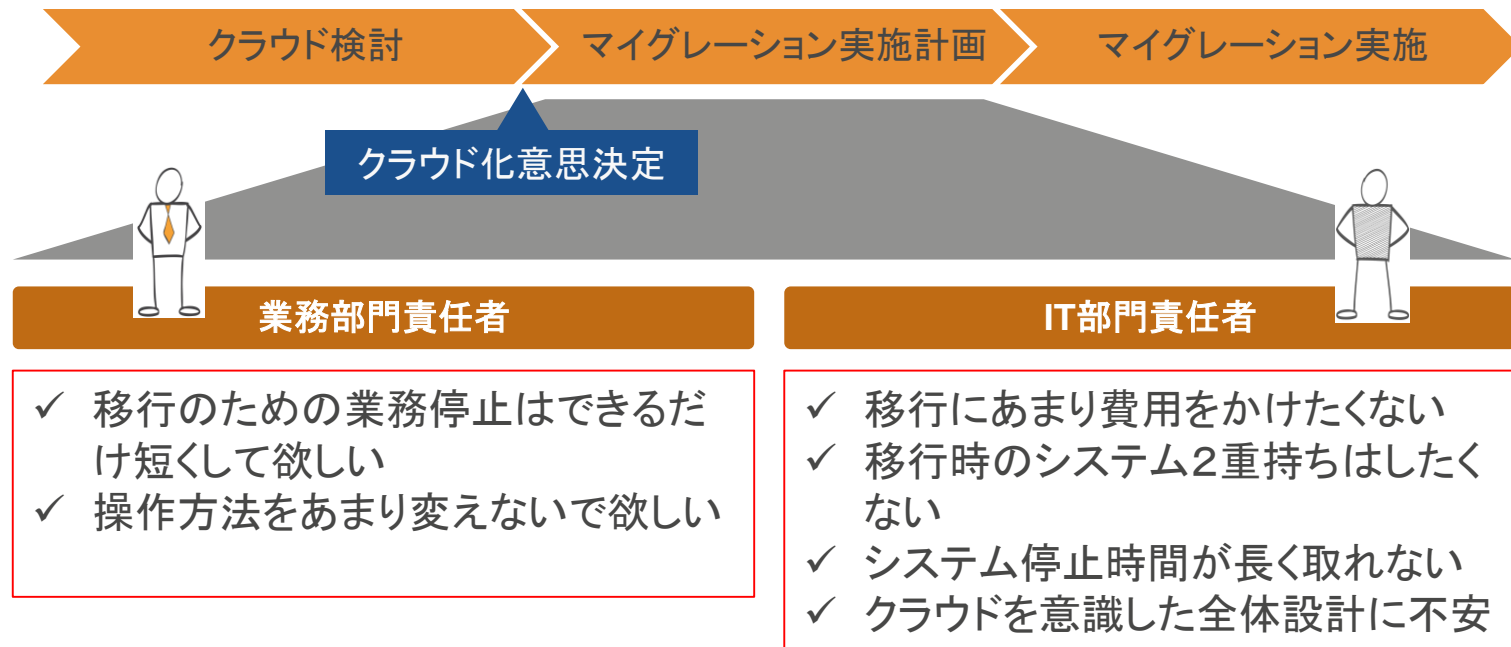 クラウド検討
マイグレーション実施計画
マイグレーション実施
クラウド化意思決定
業務部門責任者
✓ 移行のための業務停止はできるだ
け短くして欲しい
✓ 操作方法をあまり変えないで欲しい
IT部門責任者
✓ 移行にあまり費用をかけたくない
✓ 移行時のシステム２重持ちはしたく
ない
✓ システム停止時間が長く取れない
✓ クラウドを意識した全体設計に不安